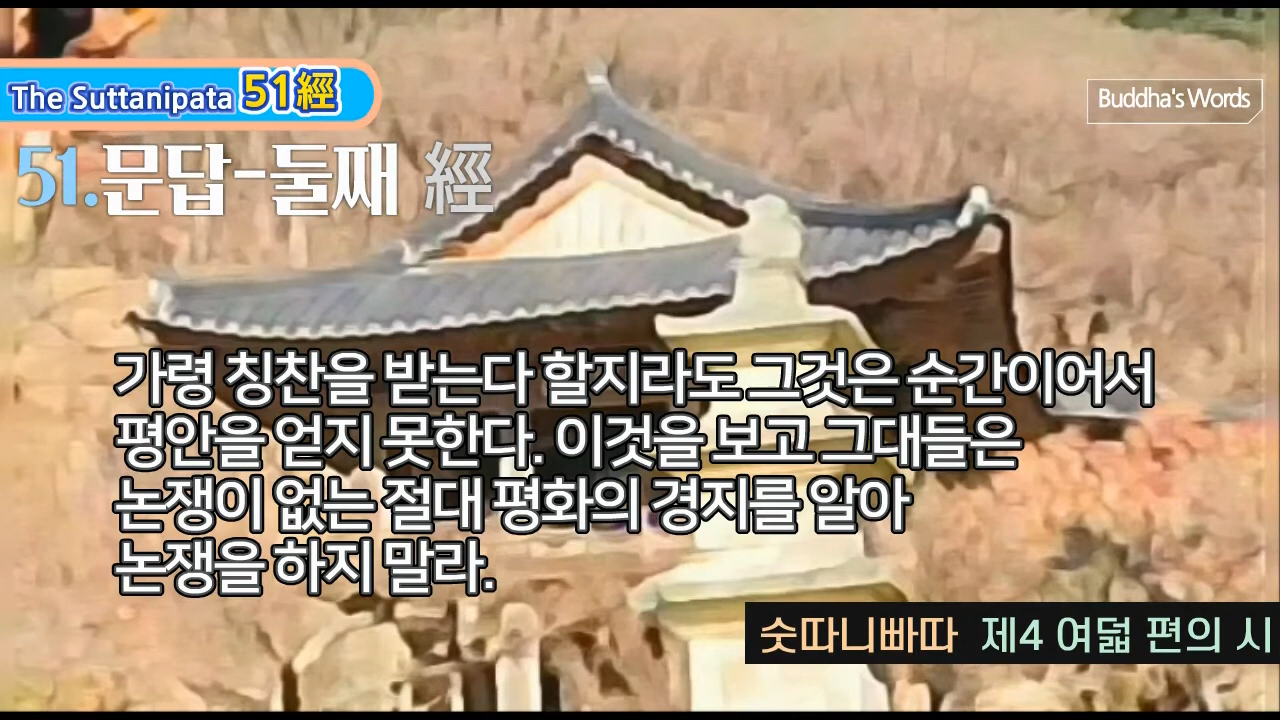 The Suttanipata 51經
Buddha's Words
51.문답-둘째 經
가령 칭찬을 받는다 할지라도 그것은 순간이어서
평안을 얻지 못한다. 이것을 보고 그대들은
논쟁이 없는 절대 평화의 경지를 알아
논쟁을 하지 말라.
숫따니빠따 제4 여덟 편의 시